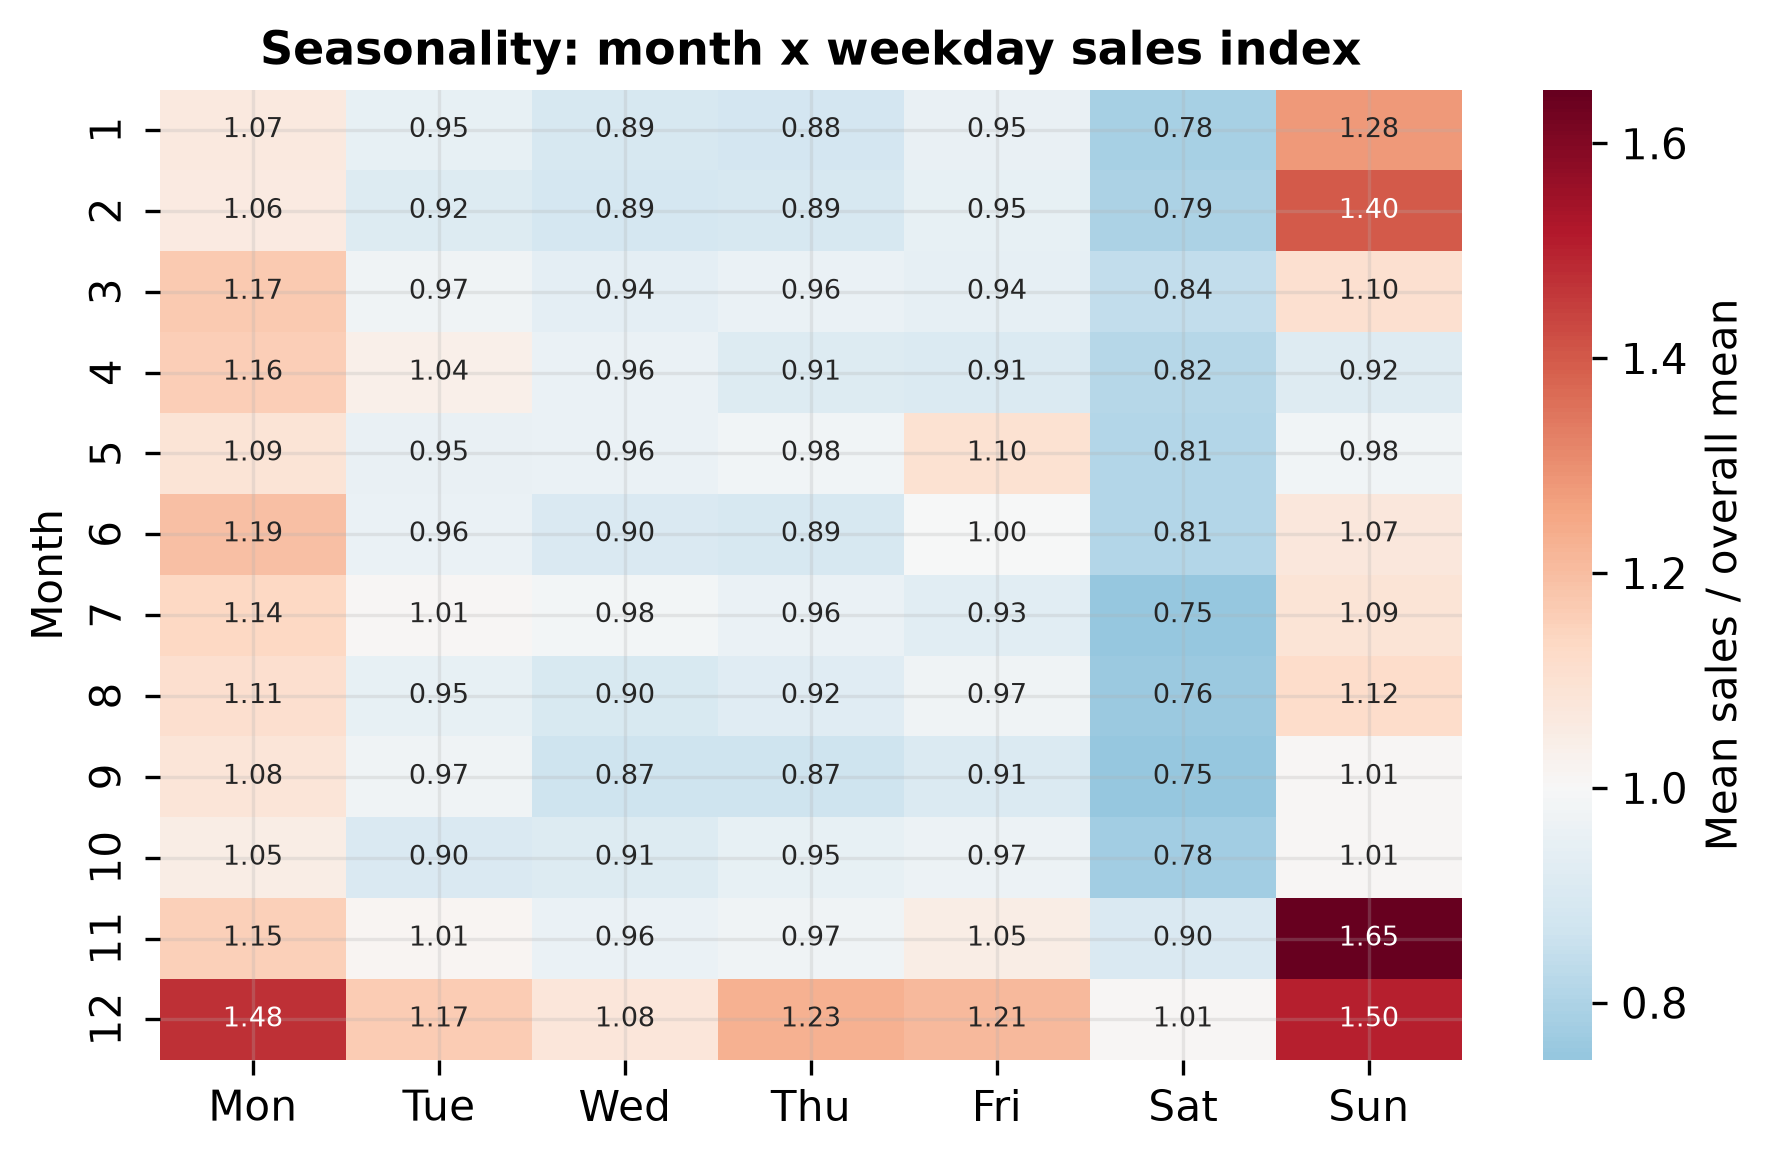 Seasonality: month x weekday sales index
1 1.07 0.95 0.89 0.88 0.95 0.78 1.28
2 1.06 0.92 0.89 0.89 0.95 0.79 1.40
3 1.17 0.97 0.94 0.96 0.94 0.84 1.10
4 1.16 1.04 0.96 0.91 0.91 0.82 0.92
5 1.09 0.95 0.96 0.98 1.10 0.81 0.98
6 1.19 0.96 0.90 0.89 1.00 0.81 1.07
7 1.14 1.01 0.98 0.96 0.93 0.75 1.09
8 1.11 0.95 0.90 0.92 0.97 0.76 1.12
9 1.08 0.97 0.87 0.87 0.91 0.75 1.01
10 1.05 0.90 0.91 0.95 0.97 0.78 1.01
11 1.15 1.01 0.96 0.97 1.05 0.90 1.65
12 1.48 1.17 1.08 1.23 1.21 1.01 1.50
Mon Tue Wed Thu Fri Sat Sun
Month
1.6
1.4
1.2
1.0
0.8
Mean sales / overall mean